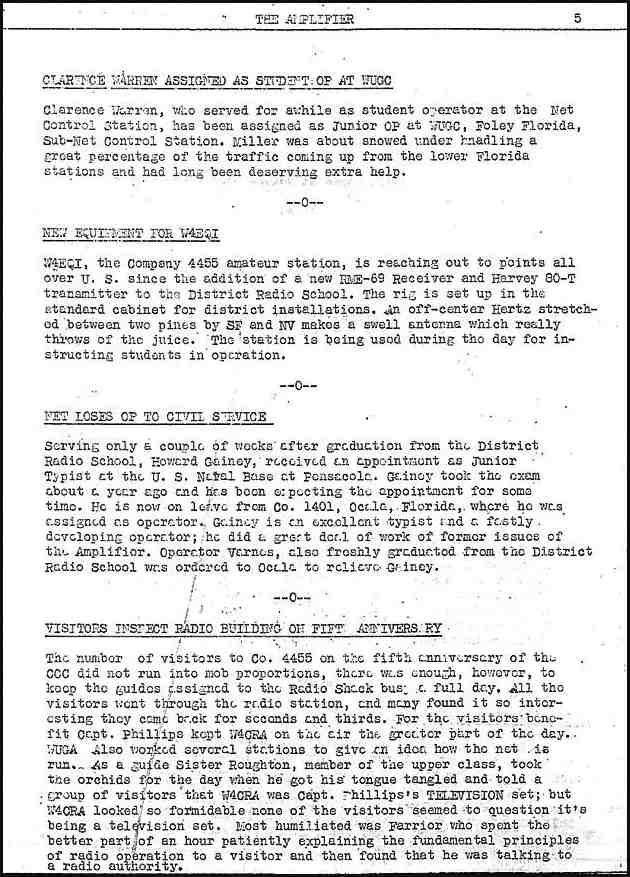 THE AMPLIFIER 5
CLARENCE WARREN ASSIGNED AS STUDENT OP AT WUGC
Clarence Warren, who served for awhile as student operator at the Net
Control Station, has been assigned as Junior OP at WUGC, Foley Florida,
Sub-Net Control Station. Miller was about snowed under hnadling a
great percentage of the traffic coming up from the lower Florida
stations and had long been deserving extra help.
--O--
NEW EQUIPMENT FOR W4EQI
W4EQI, the Company 4455 amateur station, is reaching out to points all
over U. S. since the addition of a new RME-69 Receiver and Harvey 80-T
transmitter to the District Radio School. The rig is set up in the
standard cabinet for district installations. An off-center Hertz stretch-
ed between two pines by SF and NV makes a swell antenna which really
throws of the juice. The station is being used during the day for in-
structing students in operation.
--O--
NET LOSES OP TO CIVIL SERVICE
Serving only a couple of weeks after graduation from the District
Radio School, Howard Gainey, received an appointment as Junior
Typist at the U. S. Naval Base at Pensacola. Gainey took the exam
about a year ago and has been expecting the appointment for some
time. He is now on leave from Co. 1401, Ocala, Florida, where he was
assigned as operator. Gainey is an excellent typist and a fastly
developing operator; he did a great deal of work of former issues of
the Amplifier. Operator Varnes, also freshly graduated from the District
Radio School was ordered to Ocala to relieve Gainey.
--O--
VISITORS INSPECT RADIO BUILDING ON FIFTH ANNIVERSARY
The number of visitors to Co. 4455 on the fifth anniversary of the
CCC did not run into mob proportions, there was enough, however, to
keep the guides assigned to the Radio Shack busy a full day. All the
visitors went through the radio station, and many found it so inter-
esting they came back for seconds and thirds. For the visitors' bene-
fit Capt. Phillips kept W4CRA on the air the greater part of the day.
WUGA Also worked several stations to give an idea how the net is
run. As a guide Sister Roughton, member of the upper class, took
the orchids for the day when he got his tongue tangled and told a
group of visitors that W4CRA was Capt. Phillips's TELEVISION set; but
W4CRA looked so formidable none of the visitors seemed to question it's
being a television set. Most humiliated was Farrior who spent the
better part of an hour patiently explaining the fundamental principles
of radio operation to a visitor and then found that he was talking to
a radio authority.